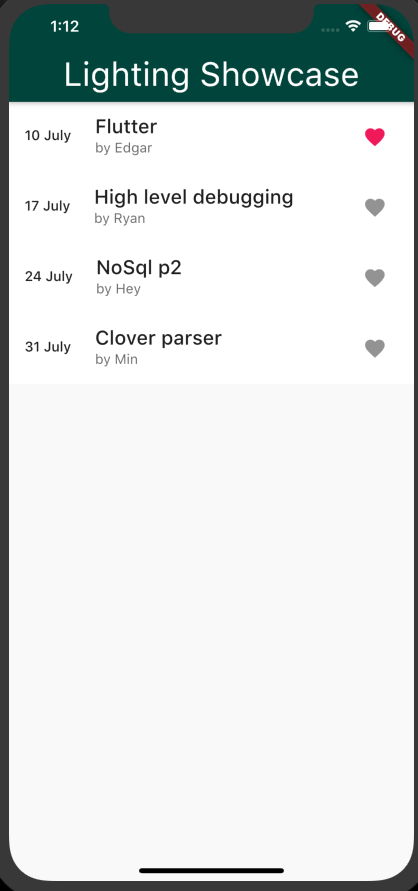 1:12
DEBUG
Lighting Showcase
10 July
Flutter
by Edgar
17 July
High level debugging
by Ryan
24 July
NoSql p2
by Hey
31 July
Clover parser
by Min